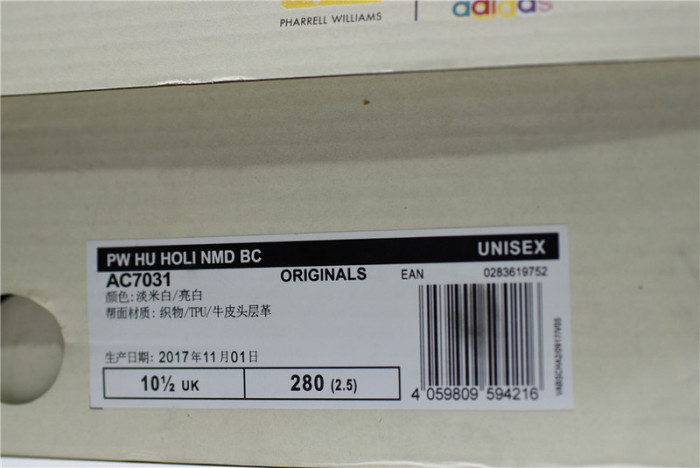 PHARRELL WILLIAMS
adidas
PW HU HOLI NMD BC
UNISEX
AC7031
ORIGINALS
EAN
0283619752
颜色:淡米白/亮白
帮面材质: 织物/TPU/牛皮头层革
生产日期: 2017年11月01日
10½ UK
280 (2.5)
4 059809 594216